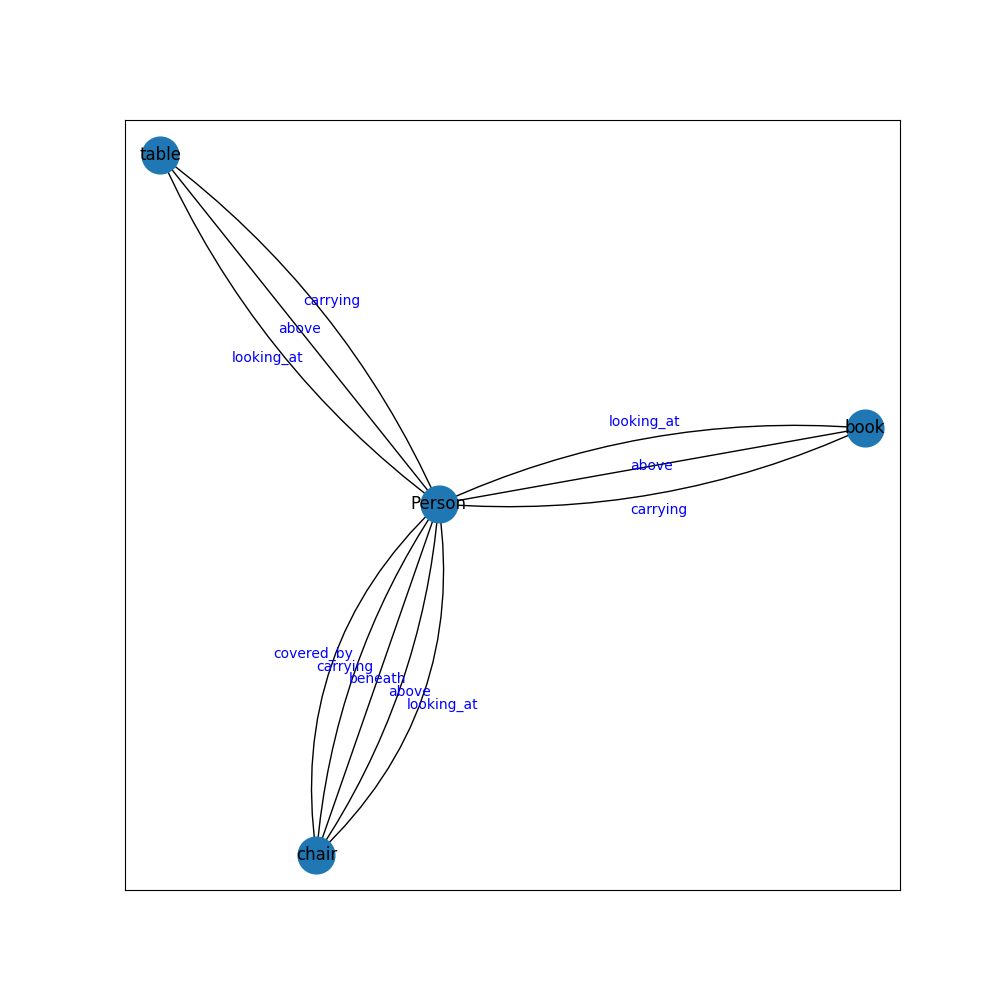 table
carrying
above
looking_at
looking_at
book
above
Person
carrying
covered_by
carrying
beneath
above
looking_at
chair